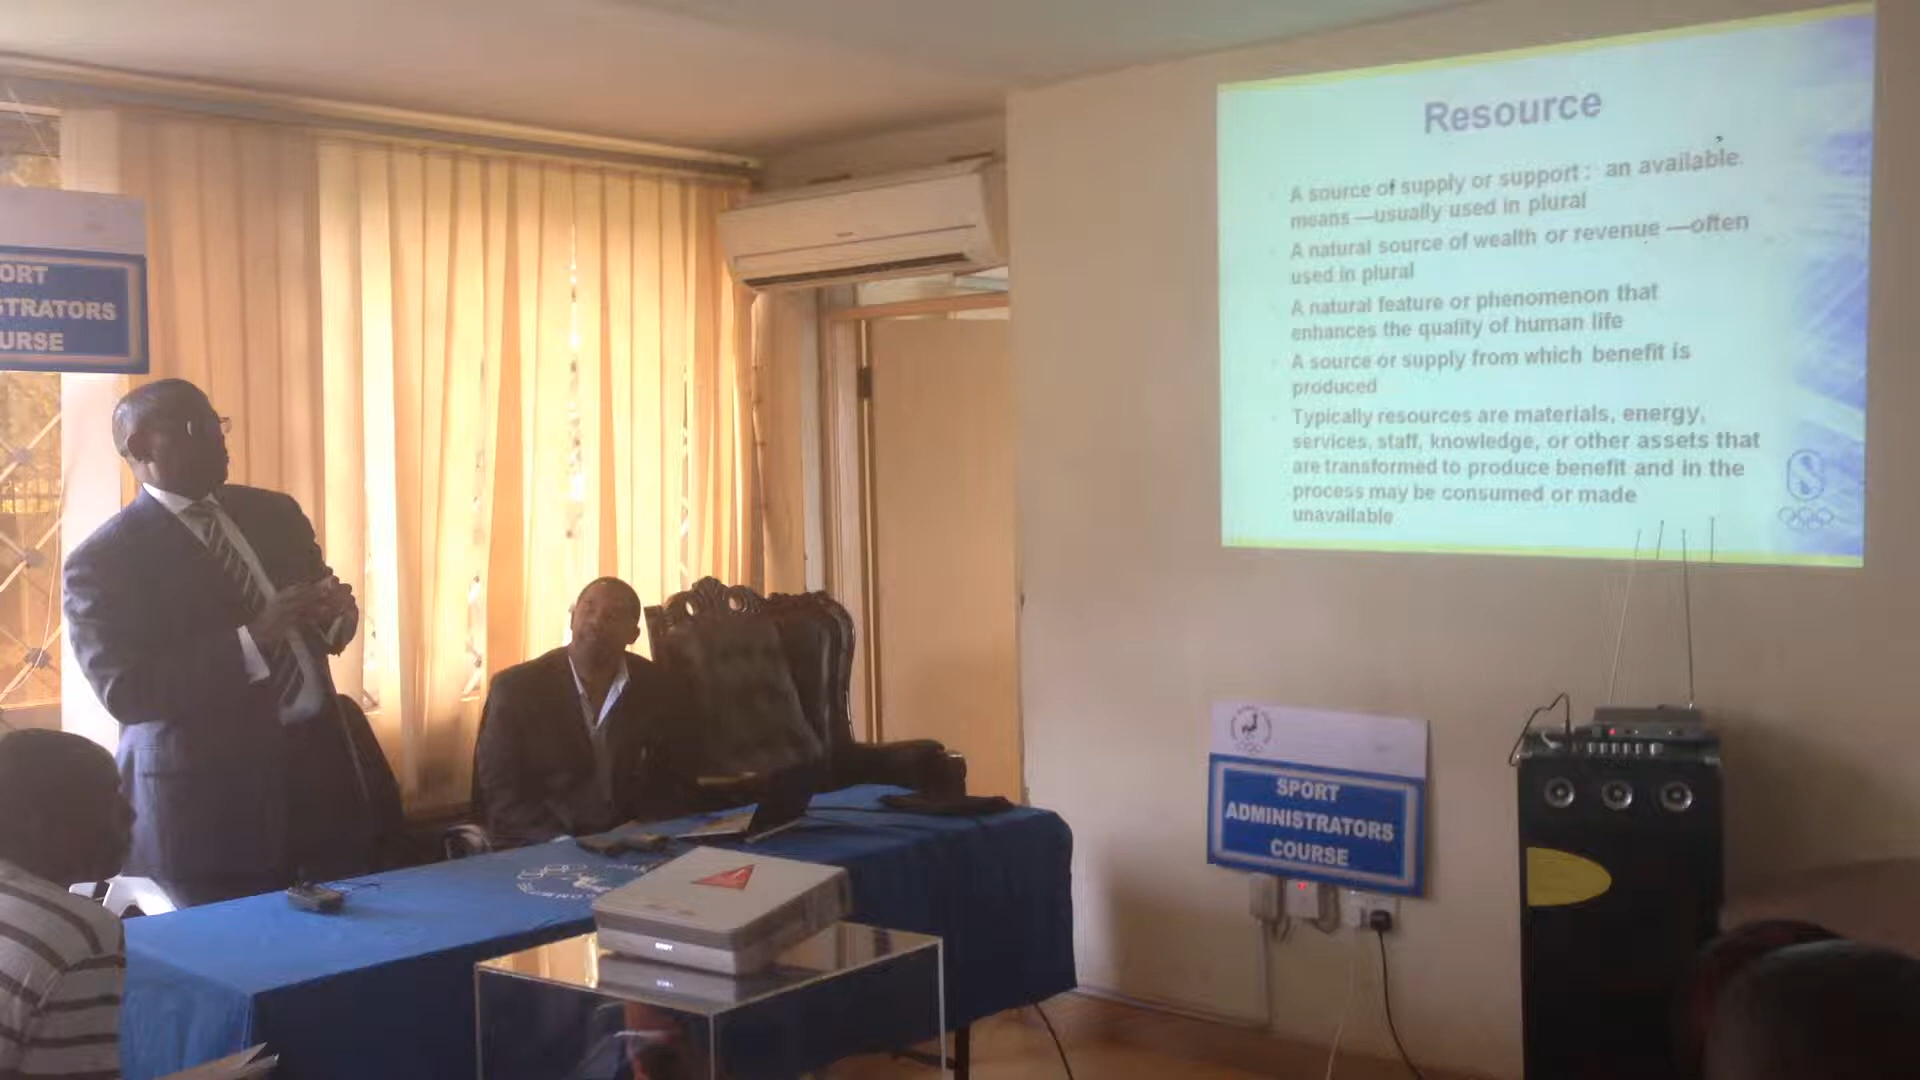 ORT
STRATORS
URSE
Resource
A source of supply or support : an available.
means —usually used in plural
A natural source of wealth or revenue —often
used in plural
A natural feature or phenomenon that
enhances the quality of human life
A source or supply from which benefit is
produced
Typically resources are materials, energy,
services, staff, knowledge, or other assets that
are transformed to produce benefit and in the
process may be consumed or made
unavailable
SPORT
ADMINISTRATORS
COURSE